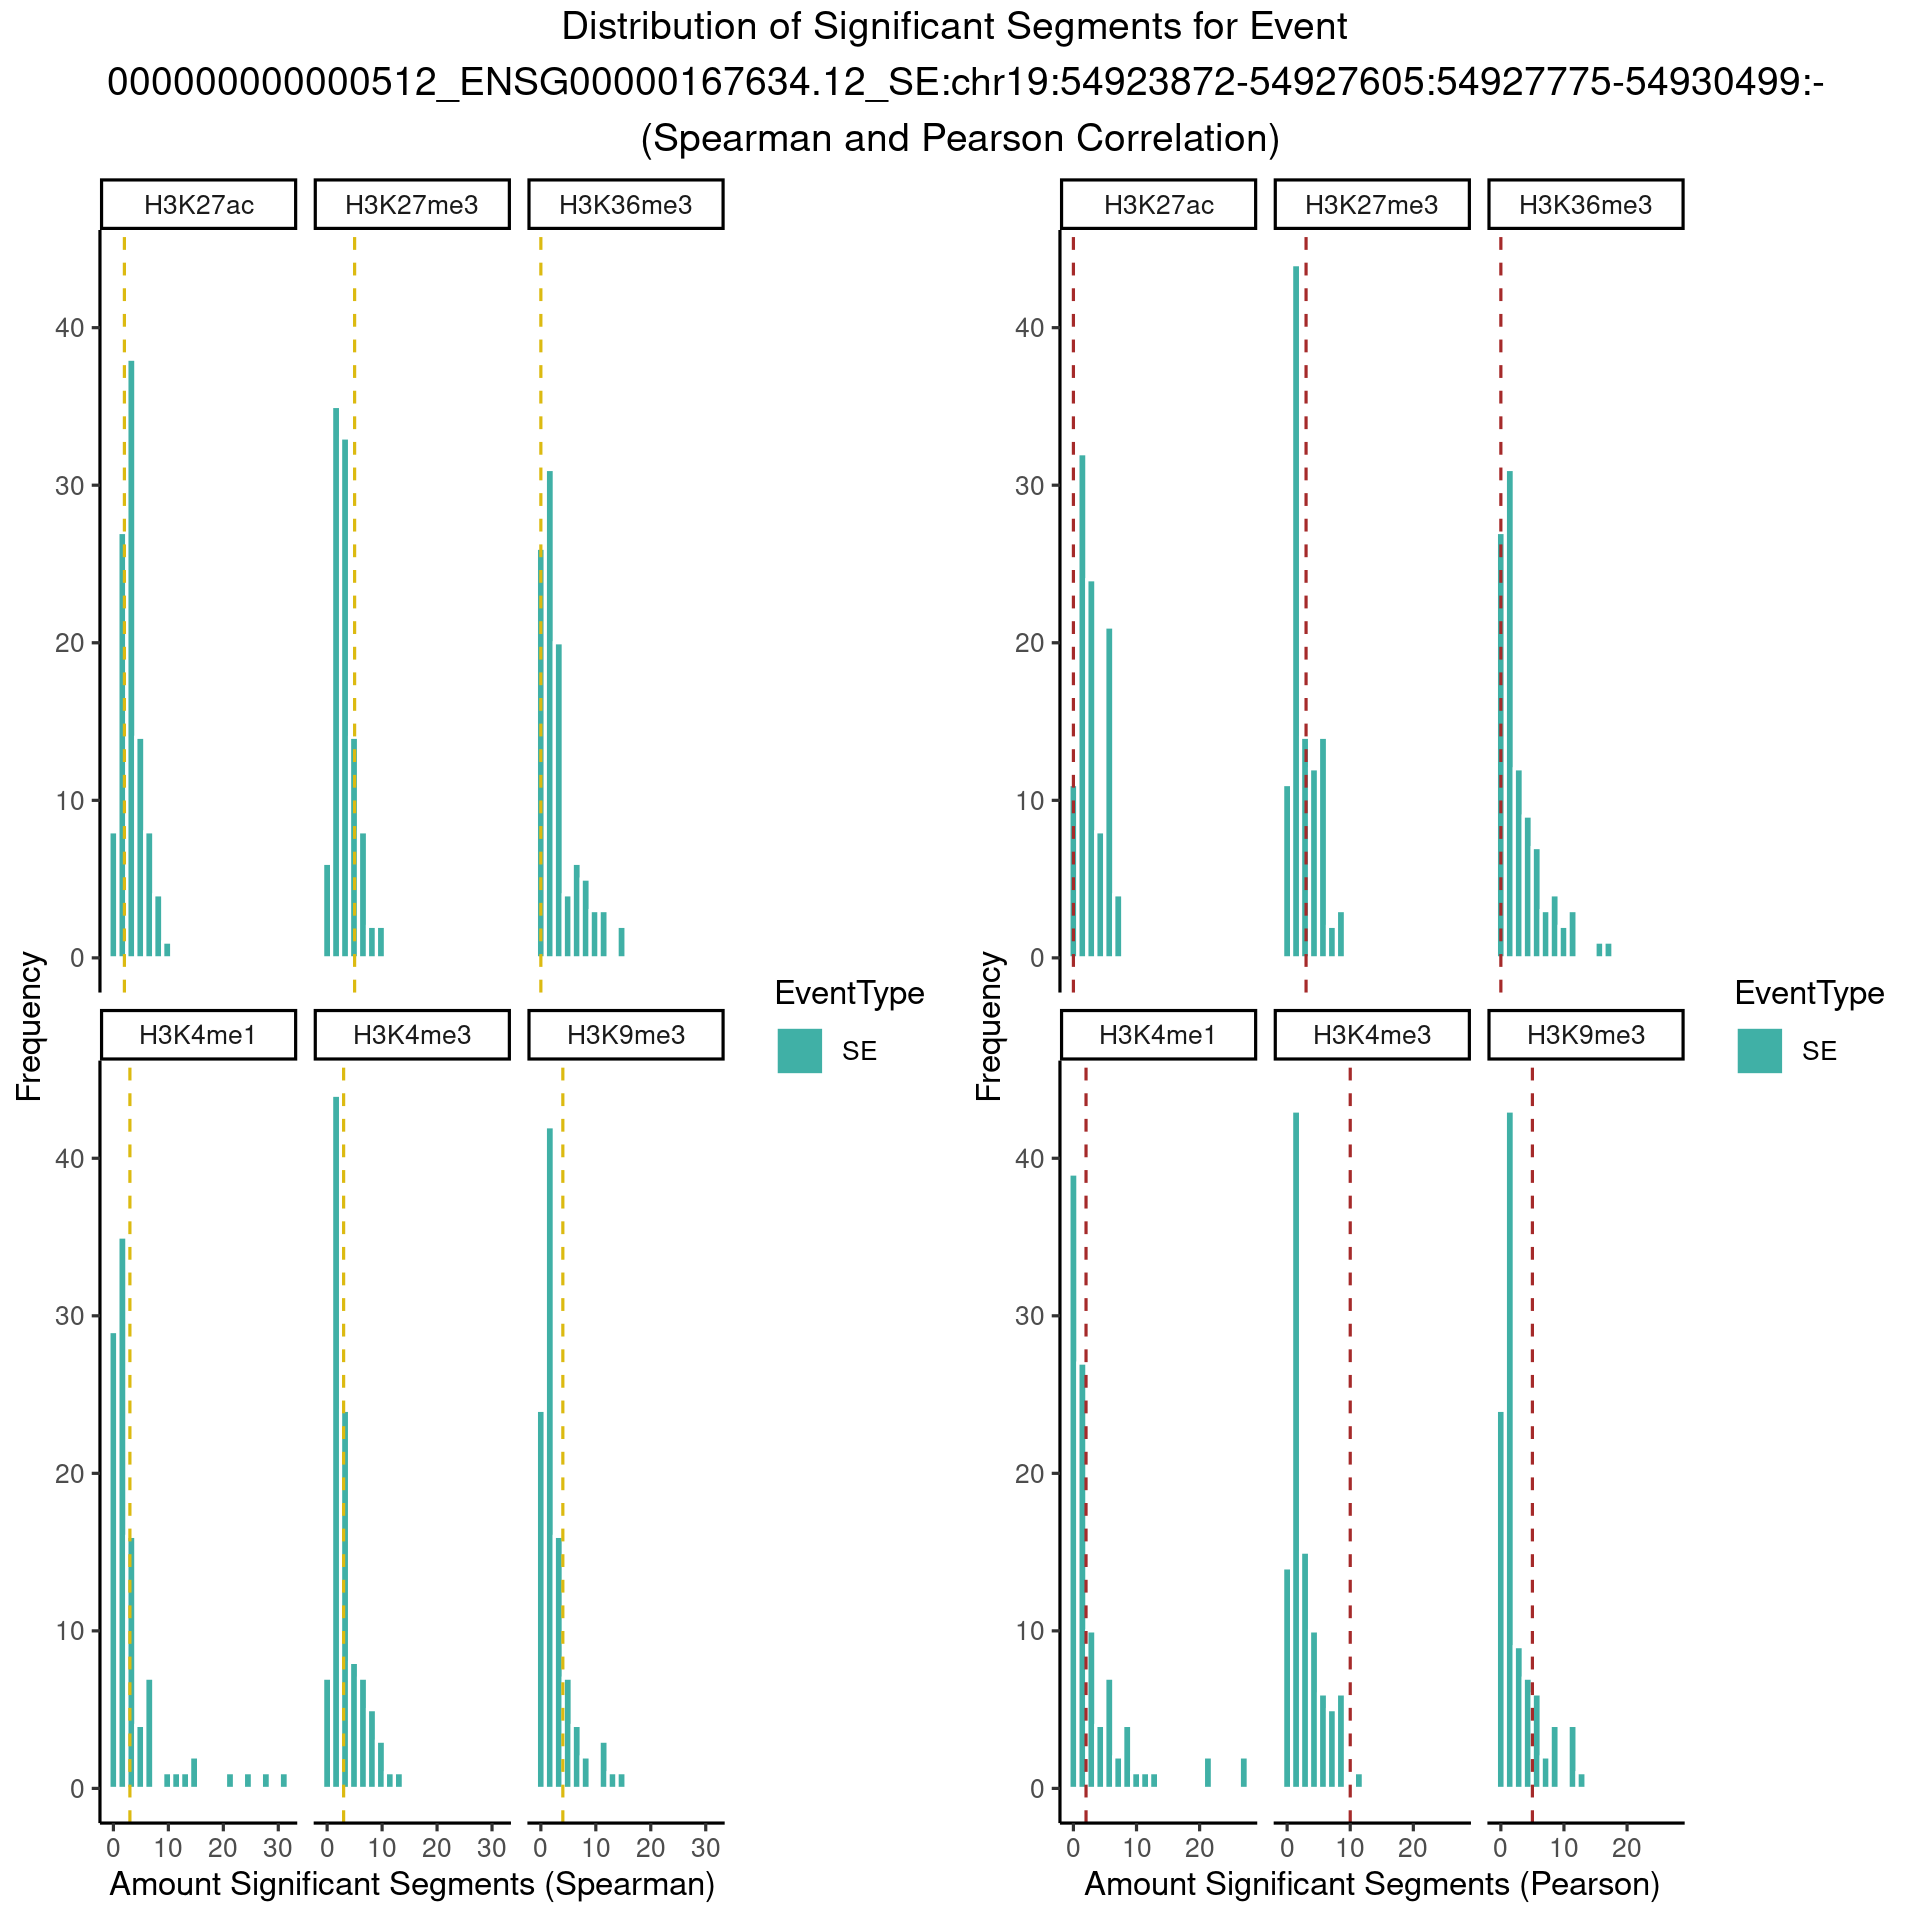 Distribution of Significant Segments for Event
000000000000512_ENSG00000167634.12_SE:chr19:54923872-54927605:54927775-54930499:-
(Spearman and Pearson Correlation)
H3K27ac H3K27me3 H3K36me3
40
30
20
10
0
H3K4me1 H3K4me3 H3K9me3
40
30
20
10
0
0 10 20 30 0 10 20 30 0 10 20 30
Amount Significant Segments (Spearman)
Frequency
EventType
SE
H3K27ac H3K27me3 H3K36me3
40
30
20
10
0
H3K4me1 H3K4me3 H3K9me3
40
30
20
10
0
0 10 20 0 10 20 0 10 20
Amount Significant Segments (Pearson)
Frequency
EventType
SE